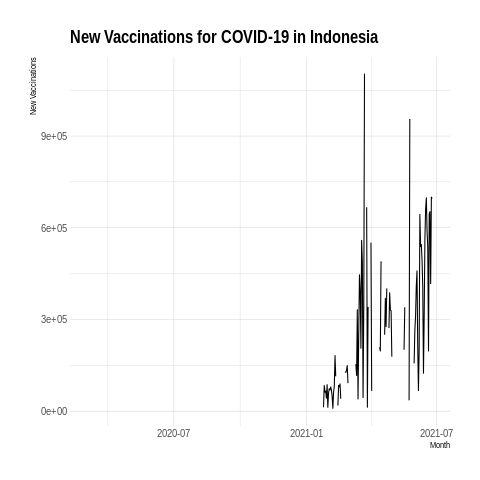 New Vaccinations for COVID-19 in Indonesia
New Vaccinations
9e+05
6e+05
3e+05
0e+00
2020-07
2021-01
2021-07
Month